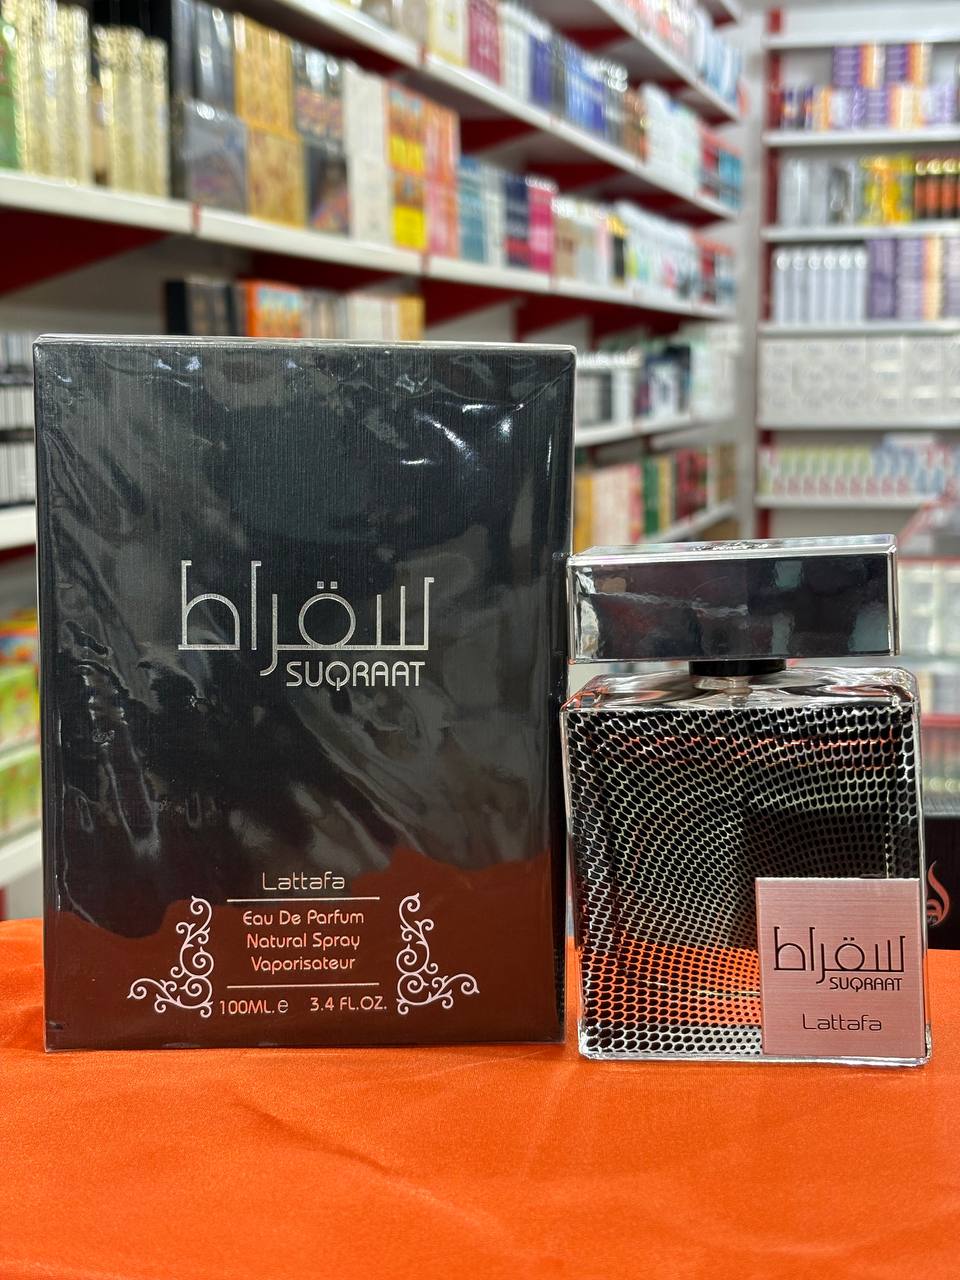 سقراط
SUQRAAT
Lattafa
Eau De Parfum
Natural Spray
Vaporisateur
100ML.e 3.4 FL.OZ.
سقراط
SUQRAAT
Lattafa